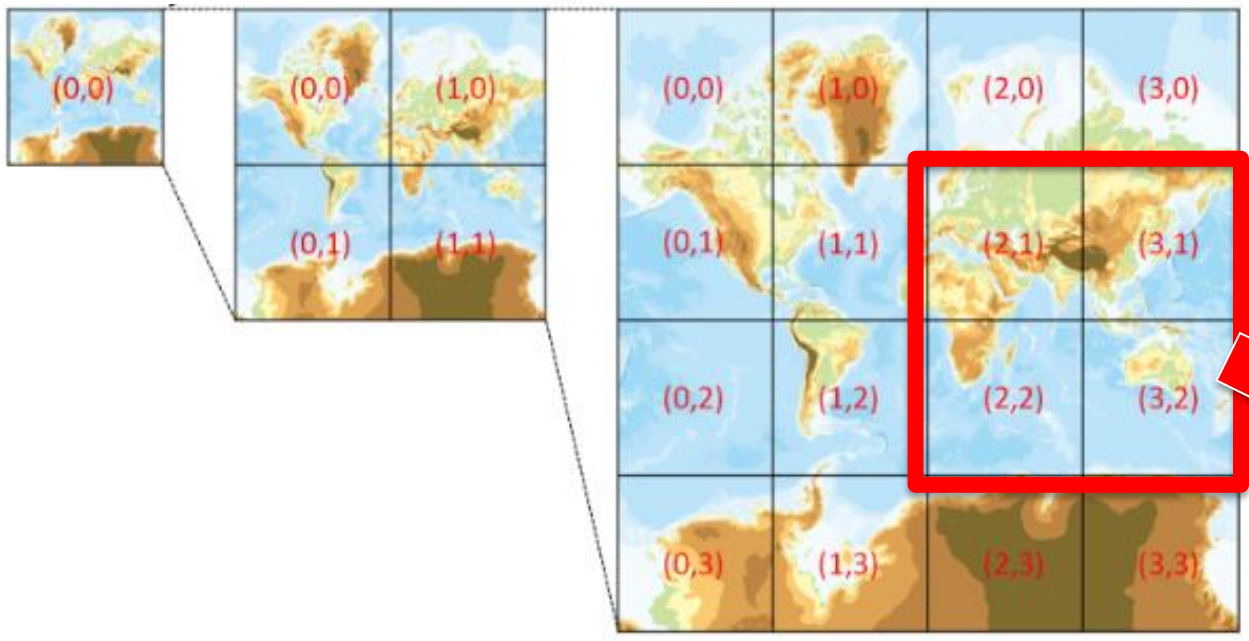 (0,0)
(0,0) (1,0)
(0,1) (1,1)
(0,0) (1,0) (2,0) (3,0)
(0,1) (1,1) (2,1) (3,1)
(0,2) (1,2) (2,2) (3,2)
(0,3) (1,3) (2,3) (3,3)